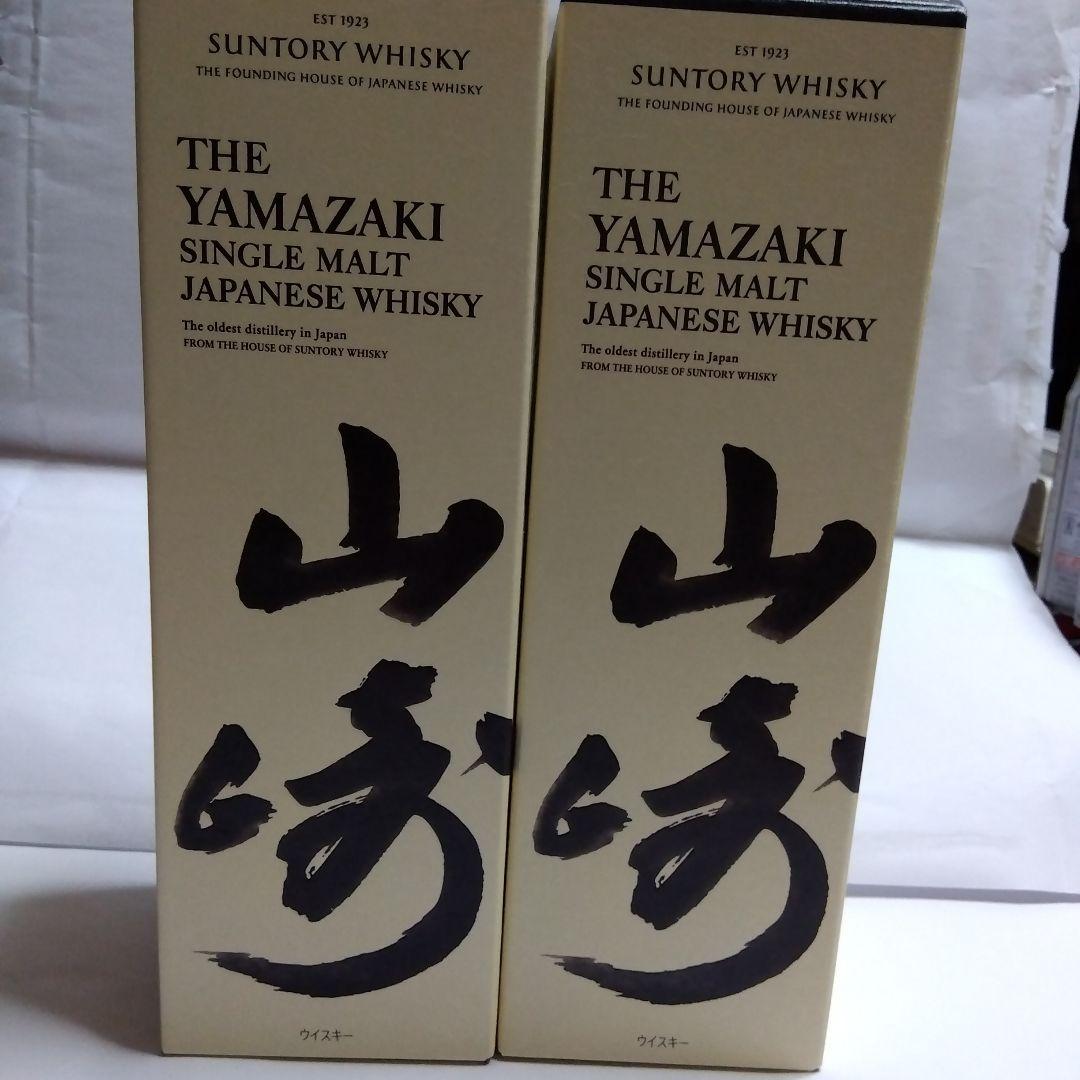 EST 1923
SUNTORY WHISKY
THE FOUNDING HOUSE OF JAPANESE WHISKY
THE
YAMAZAKI
SINGLE MALT
JAPANESE WHISKY
The oldest distillery in Japan
FROM THE HOUSE OF SUNTORY WHISKY
山
崎
ウイスキー
EST 1923
SUNTORY WHISKY
THE FOUNDING HOUSE OF JAPANESE WHISKY
THE
YAMAZAKI
SINGLE MALT
JAPANESE WHISKY
The oldest distillery in Japan
FROM THE HOUSE OF SUNTORY WHISKY
山
崎
ウイスキー